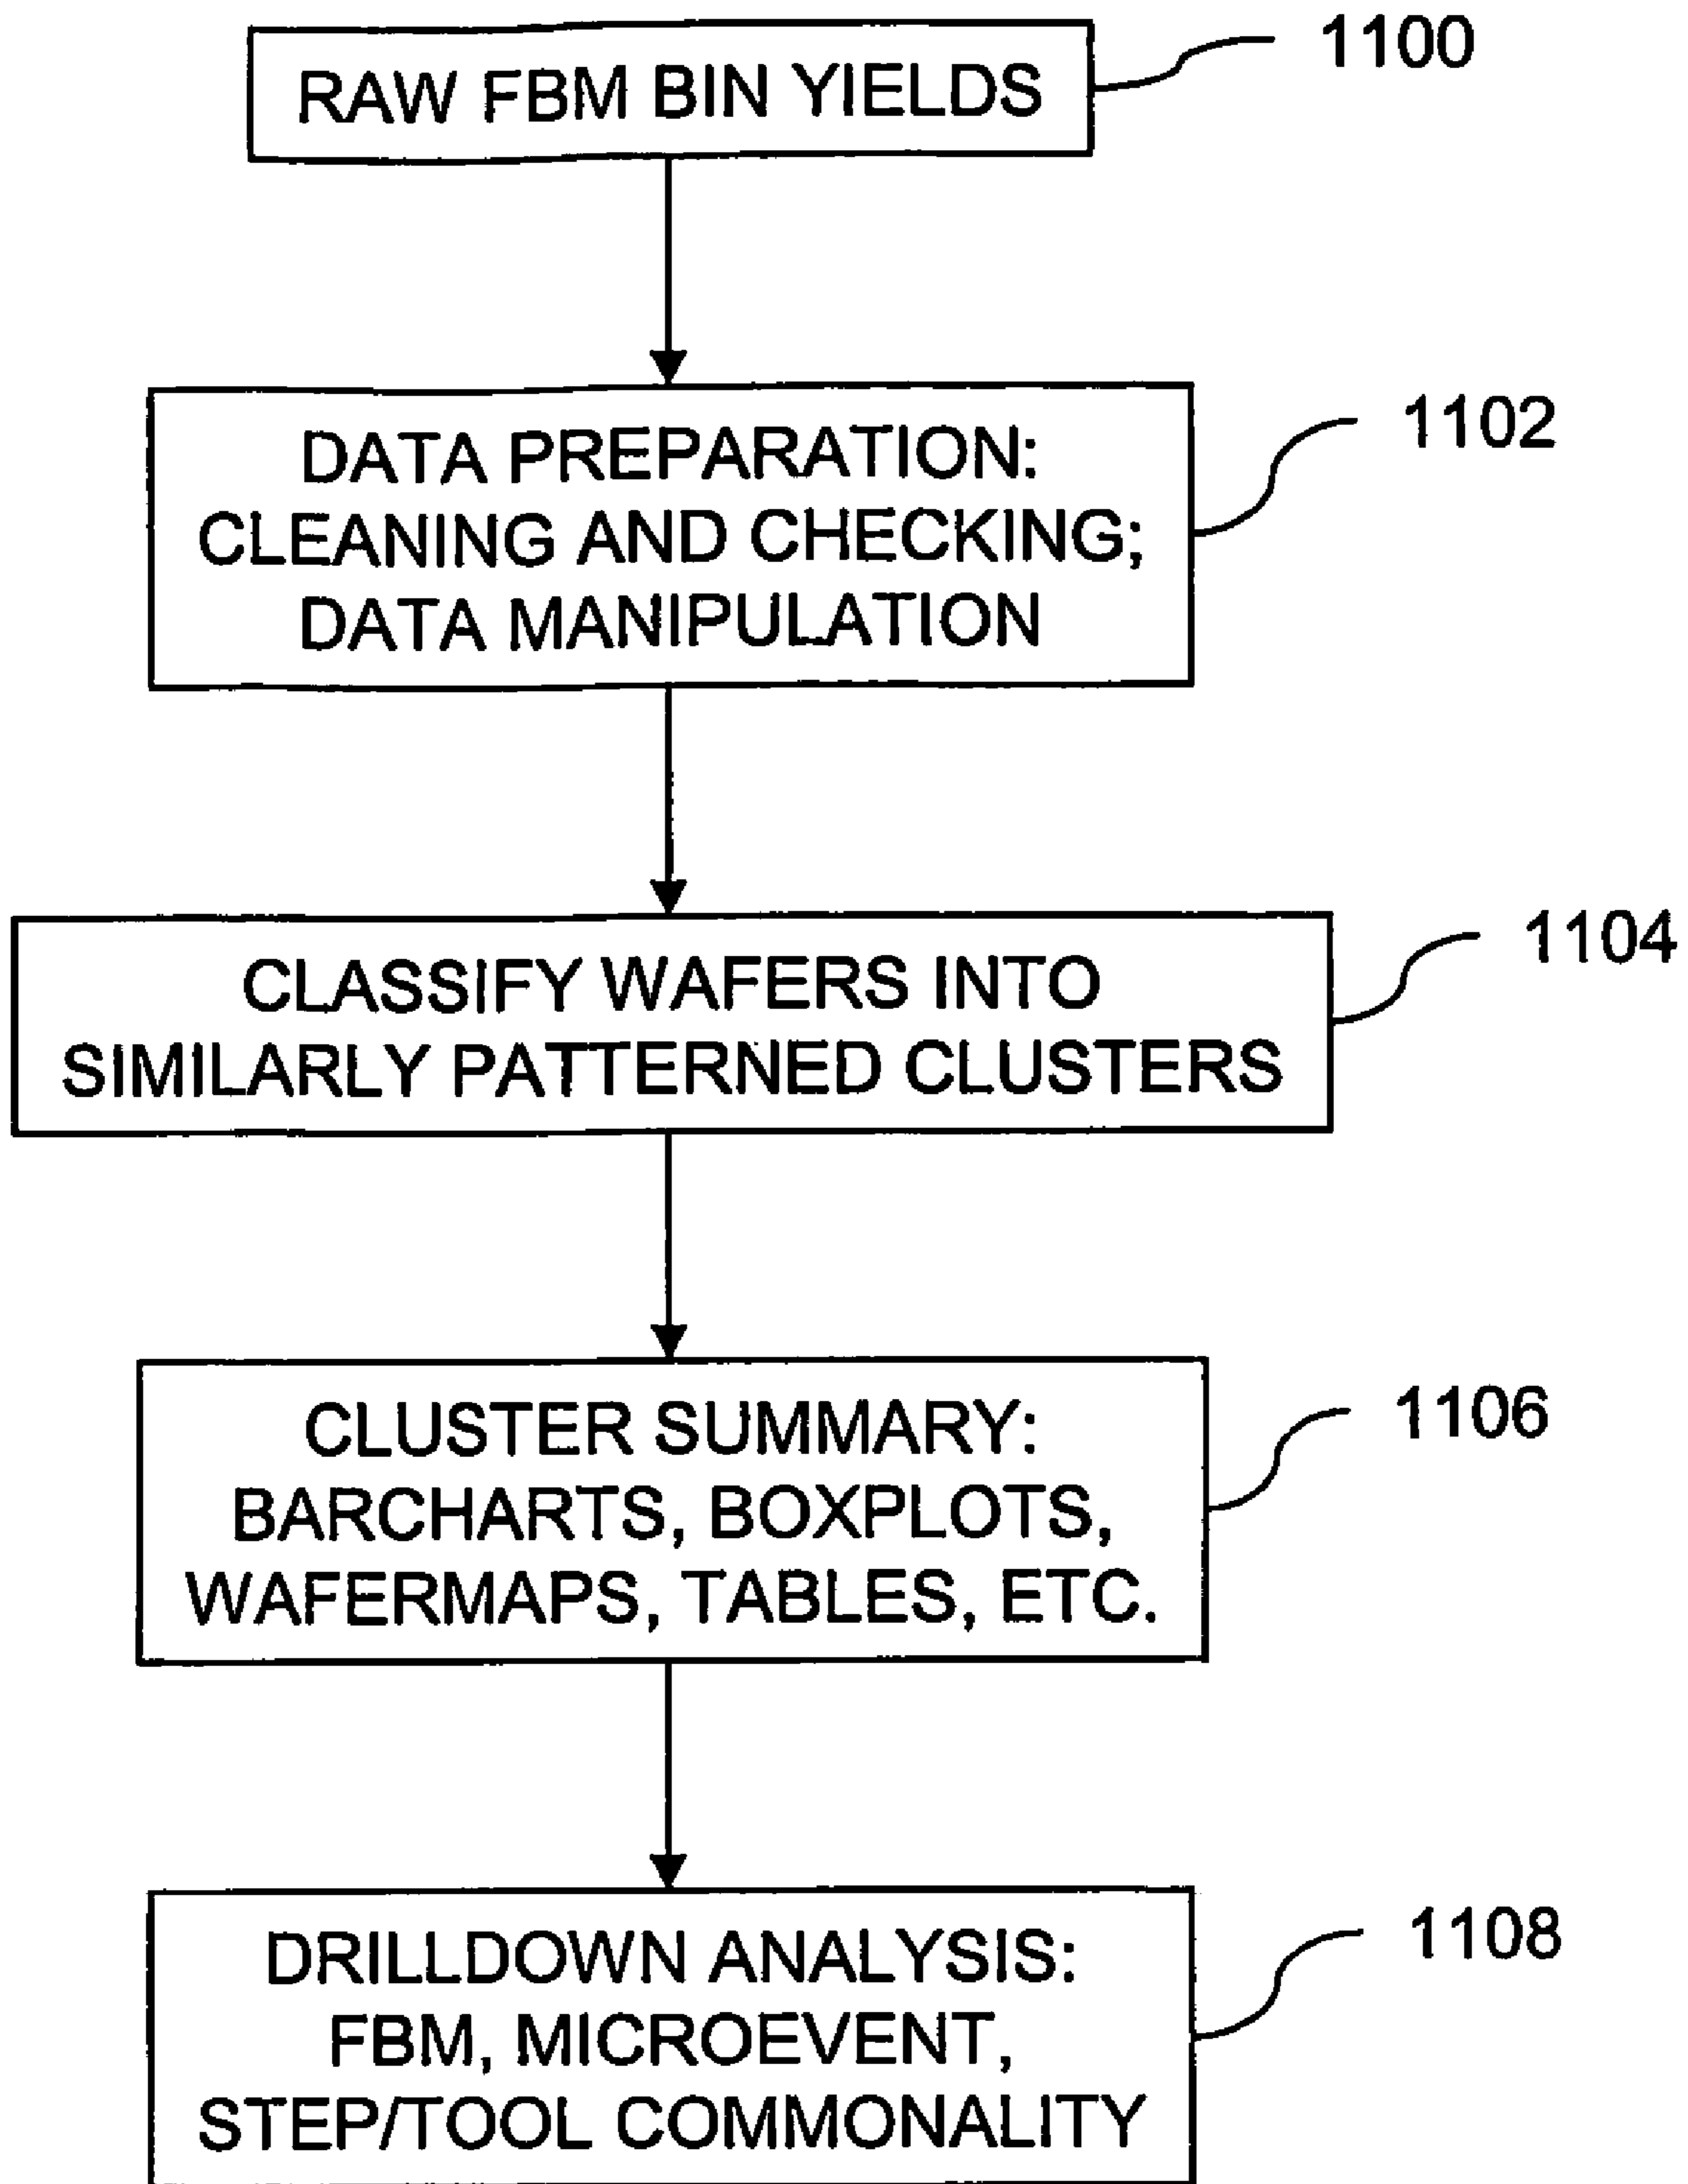 RAW FBM BIN YIELDS
1100
DATA PREPARATION:
CLEANING AND CHECKING;
DATA MANIPULATION
1102
CLASSIFY WAFERS INTO
SIMILARLY PATTERNED CLUSTERS
1104
CLUSTER SUMMARY:
BARCHARTS, BOXPLOTS,
WAFERMAPS, TABLES, ETC.
1106
DRILLDOWN ANALYSIS:
FBM, MICROEVENT,
STEP/TOOL COMMONALITY
1108